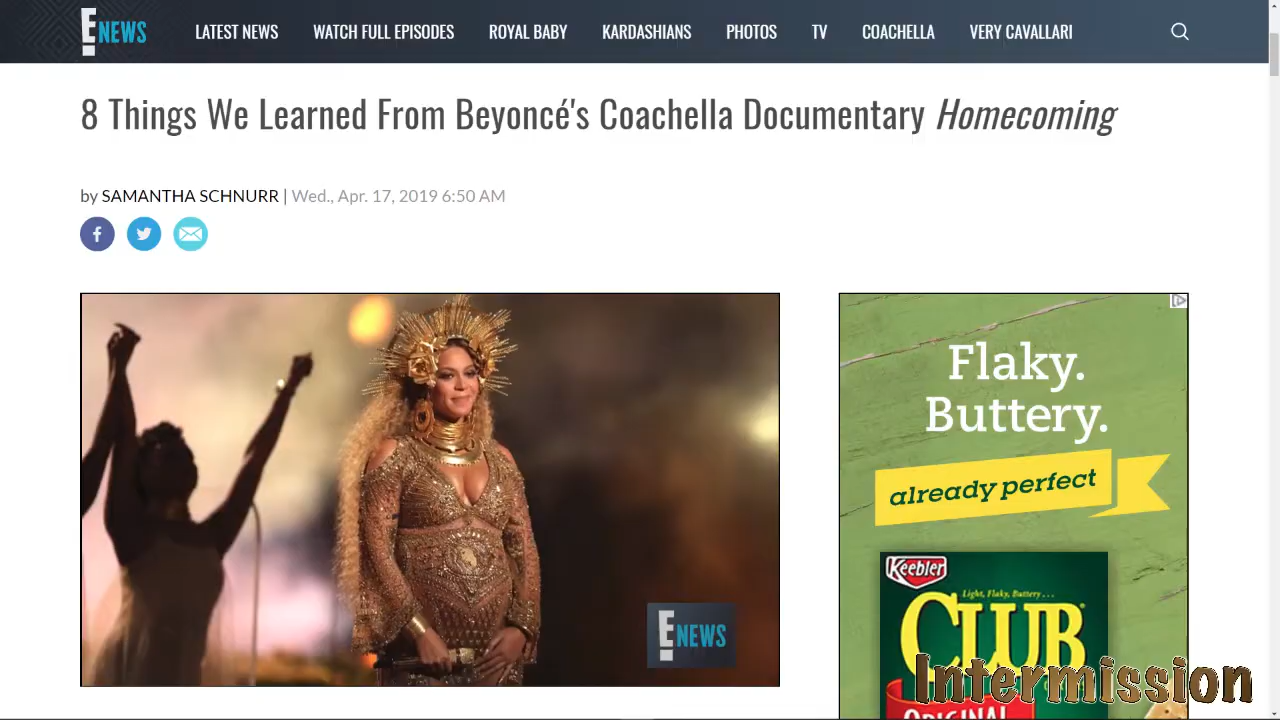 E! NEWS
LATEST NEWS WATCH FULL EPISODES ROYAL BABY KARDASHIANS PHOTOS TV COACHELLA VERY CAVALLARI
8 Things We Learned From Beyoncé's Coachella Documentary Homecoming
by SAMANTHA SCHNURR | Wed., Apr. 17, 2019 6:50 AM
E! NEWS
Flaky.
Buttery.
already perfect
Keebler
Light, Flaky, Buttery...
CLUB
ORIGINAL
Intermission